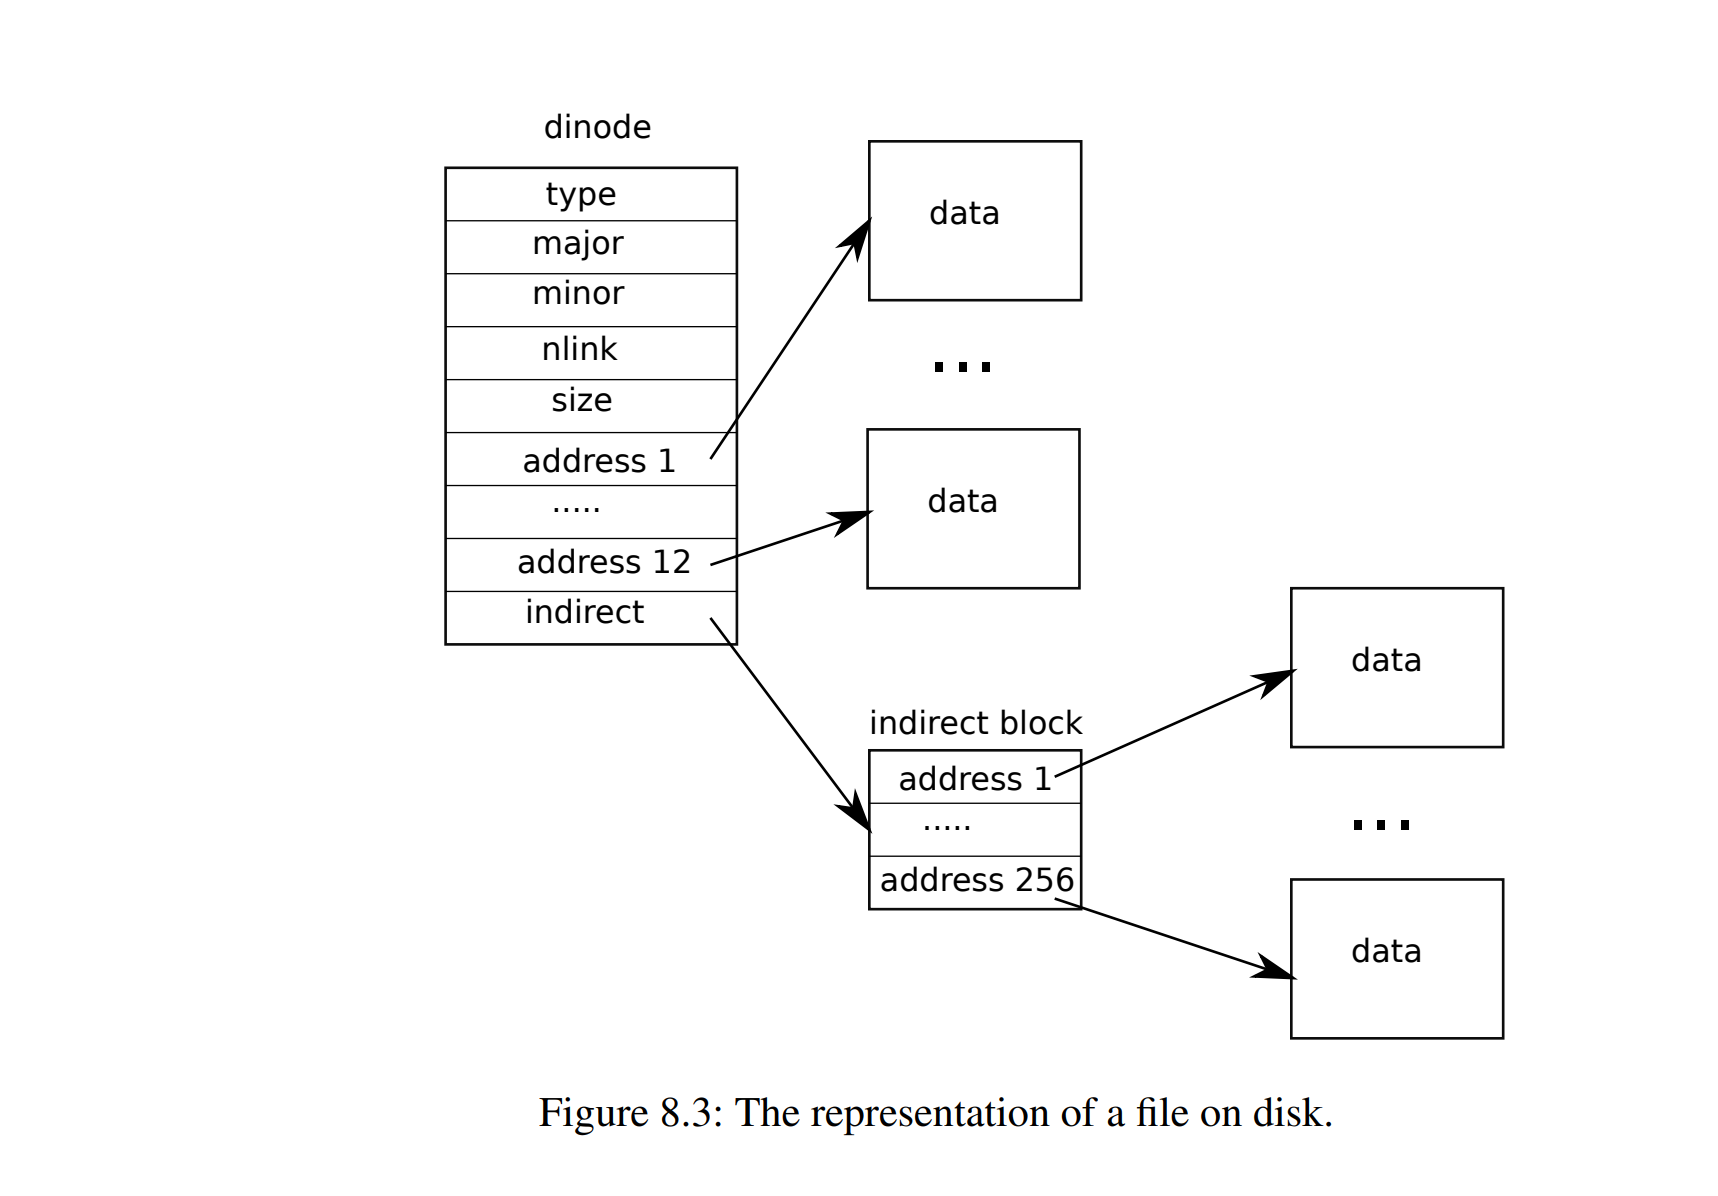 dinode
type
major
minor
nlink
size
address 1
.....
address 12
indirect
data
...
data
indirect block
address 1
.....
address 256
data
...
data
Figure 8.3: The representation of a file on disk.